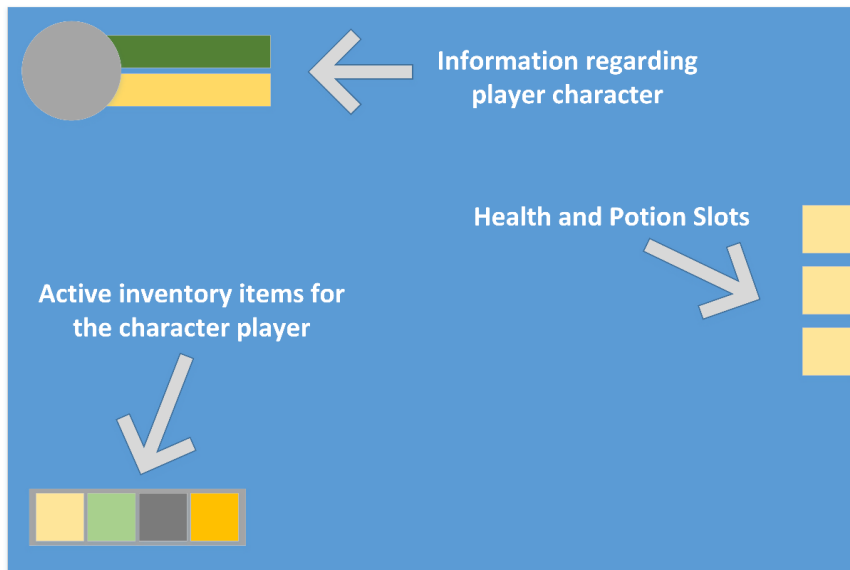 Information regarding
player character
Health and Potion Slots
Active inventory items for
the character player